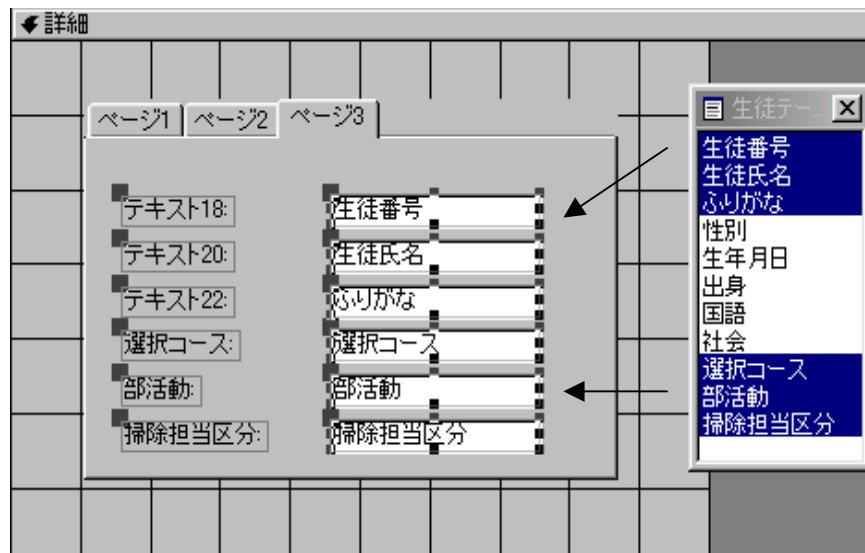 詳細
ページ1 ページ2 ページ3
テキスト18: 生徒番号
テキスト20: 生徒氏名
テキスト22: ふりがな
選択コース: 選択コース
部活動: 部活動
掃除担当区分: 掃除担当区分
生徒テー...
生徒番号
生徒氏名
ふりがな
性別
生年月日
出身
国語
社会
選択コース
部活動
掃除担当区分